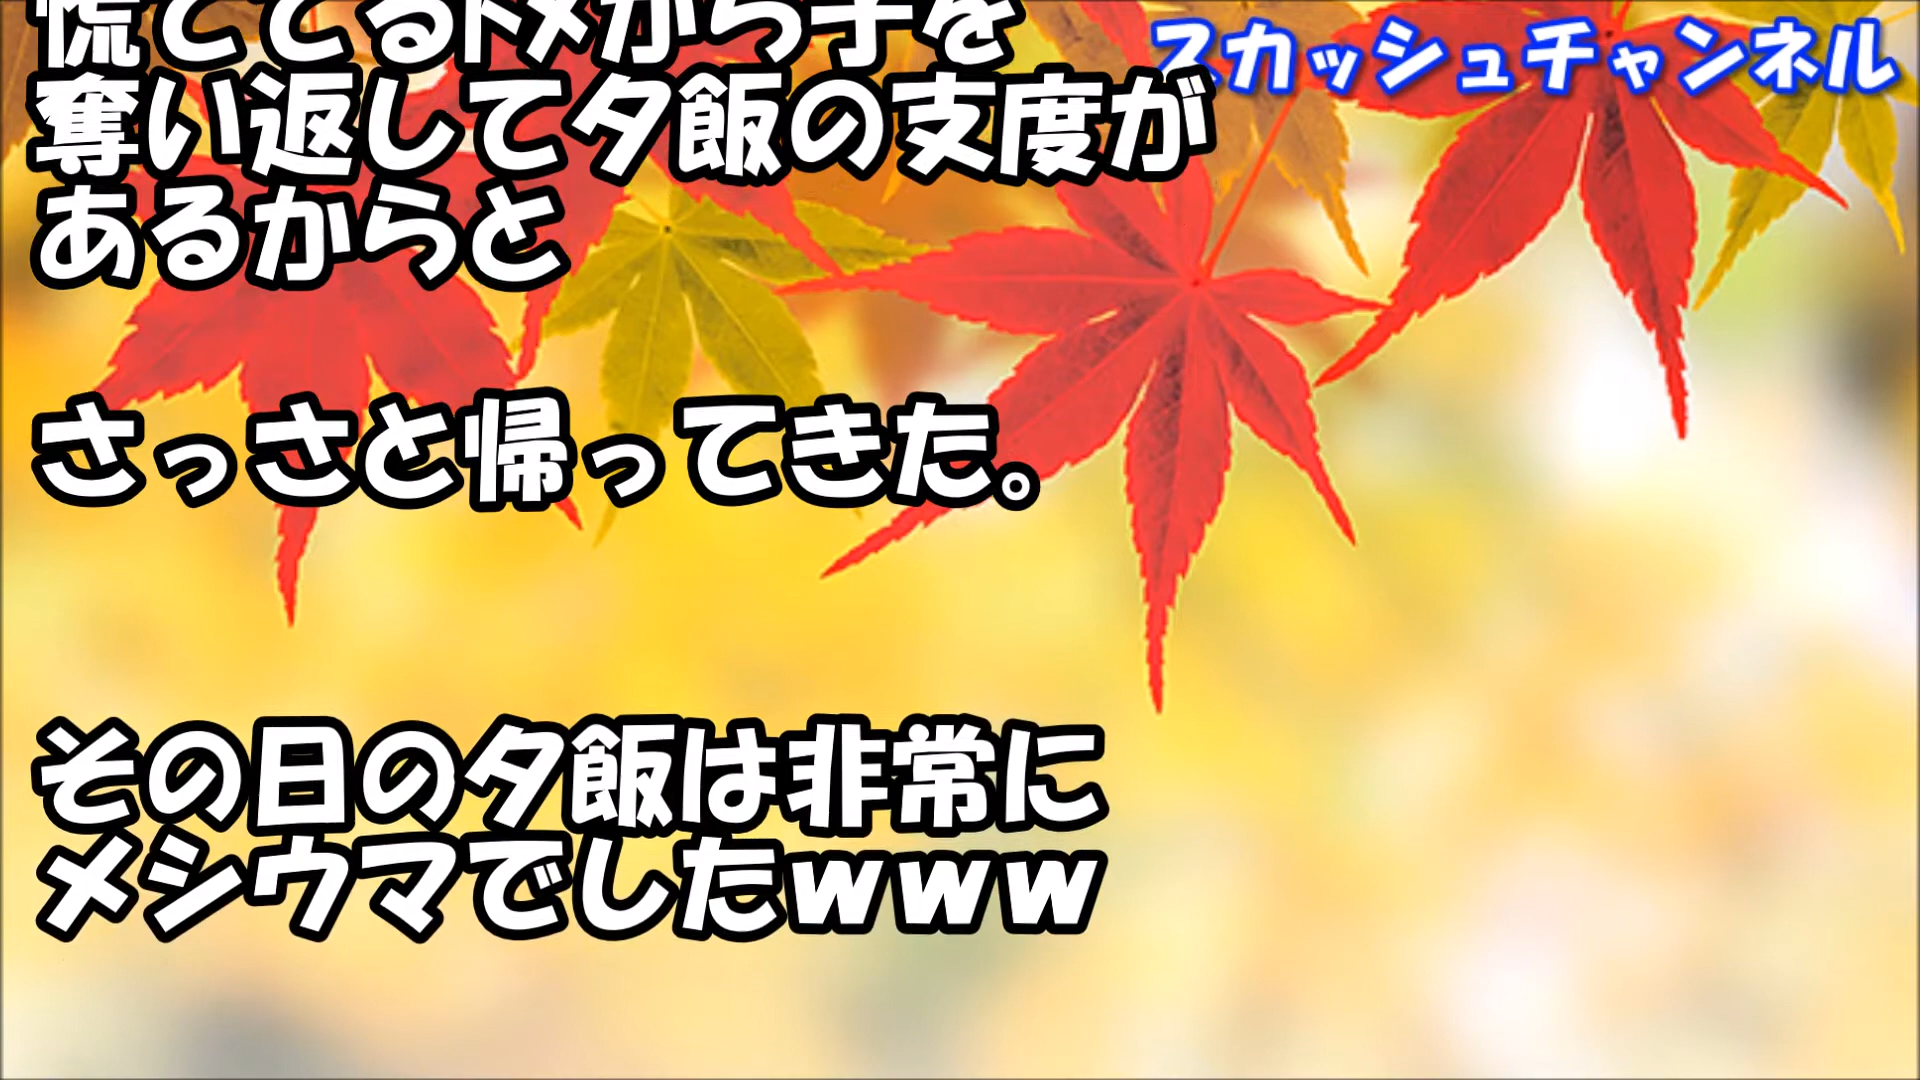 慌ててるトメから子を
スカッシュチャンネル
奪い返して夕飯の支度が
あるからと
さっさと帰ってきた。
その日の夕飯は非常に
メシウマでしたｗｗｗ